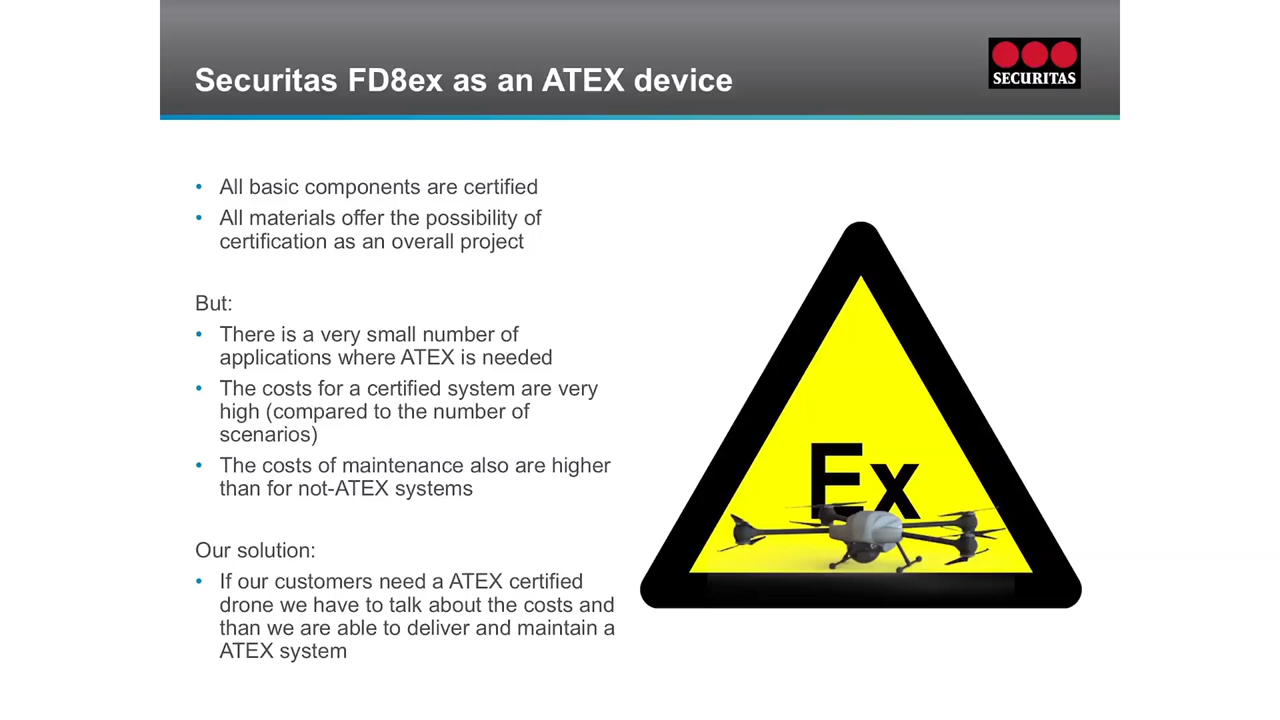 Securitas FD8ex as an ATEX device
SECURITAS
• All basic components are certified
• All materials offer the possibility of
certification as an overall project
But:
• There is a very small number of
applications where ATEX is needed
• The costs for a certified system are very
high (compared to the number of
scenarios)
• The costs of maintenance also are higher
than for not-ATEX systems
Our solution:
• If our customers need a ATEX certified
drone we have to talk about the costs and
than we are able to deliver and maintain a
ATEX system
Ex